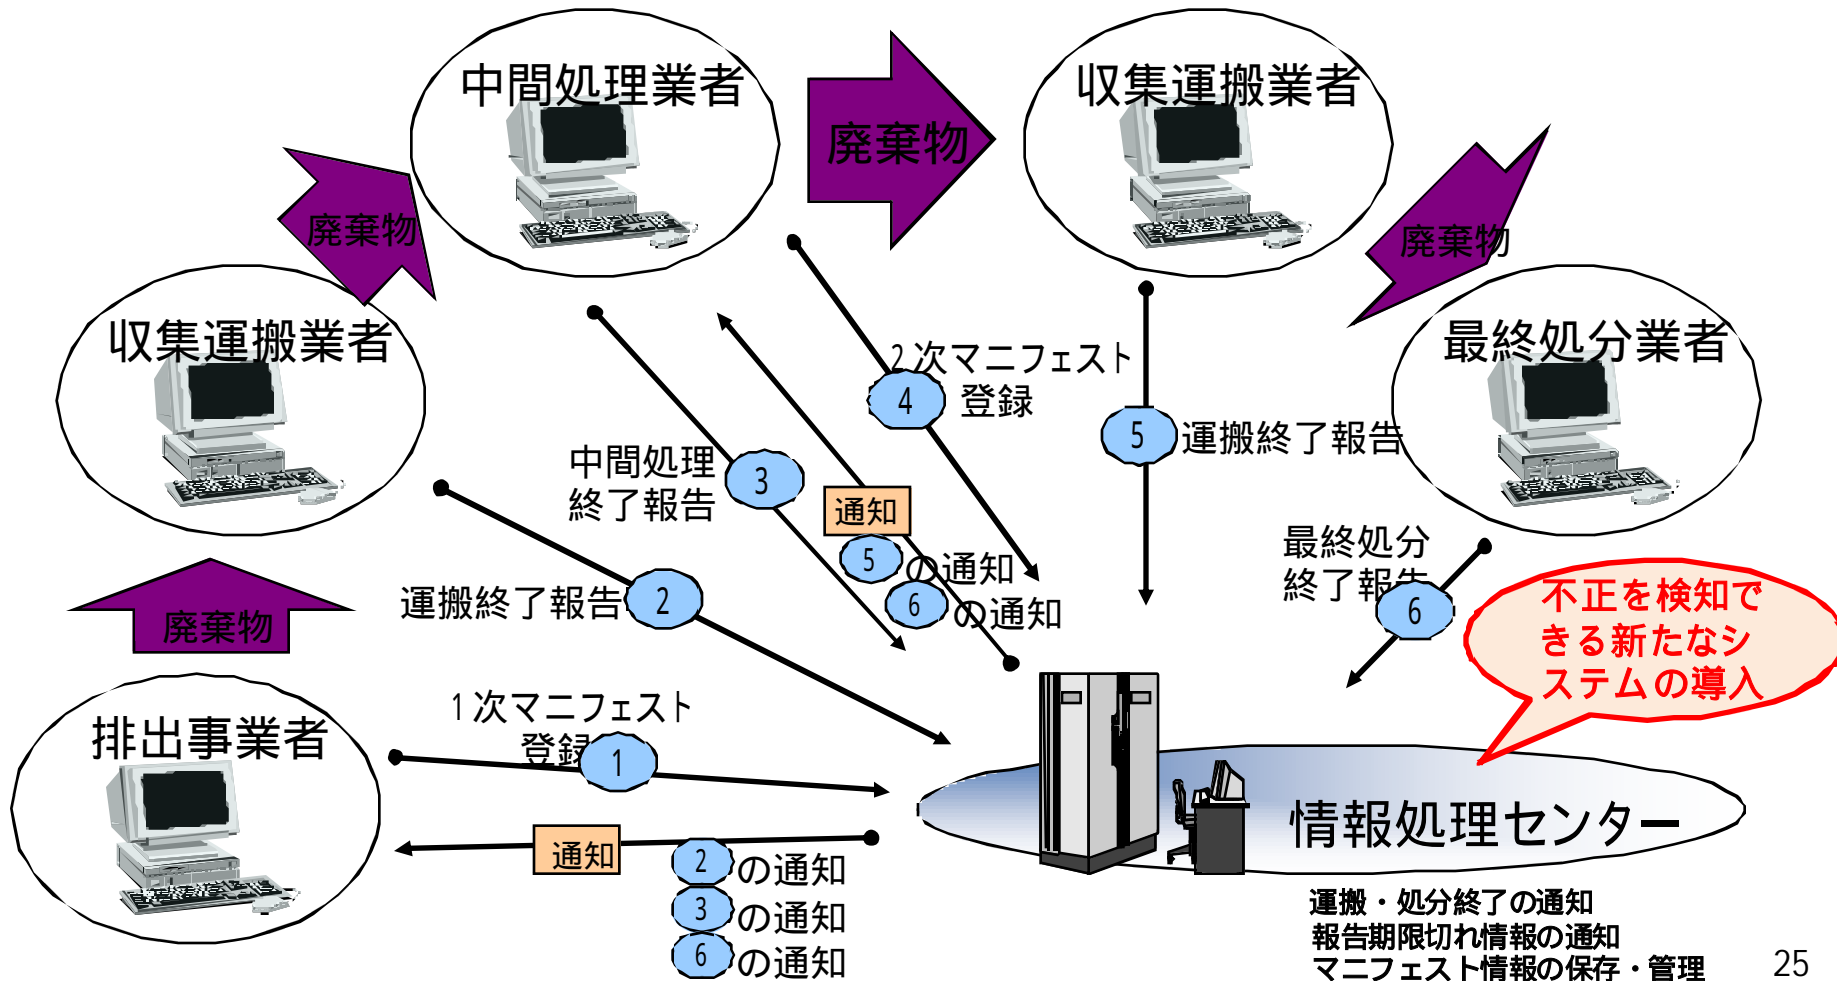 中間処理業者
廃棄物
収集運搬業者
廃棄物
廃棄物
収集運搬業者
最終処分業者
2次マニフェスト
登録
4
5
運搬終了報告
中間処理
終了報告
3
通知
5の通知
6の通知
最終処分
終了報告
6
不正を検知で
きる新たなシ
ステムの導入
運搬終了報告
2
廃棄物
1次マニフェスト
登録
1
排出事業者
情報処理センター
通知
2の通知
3の通知
6の通知
運搬・処分終了の通知
報告期限切れ情報の通知
マニフェスト情報の保存・管理
25